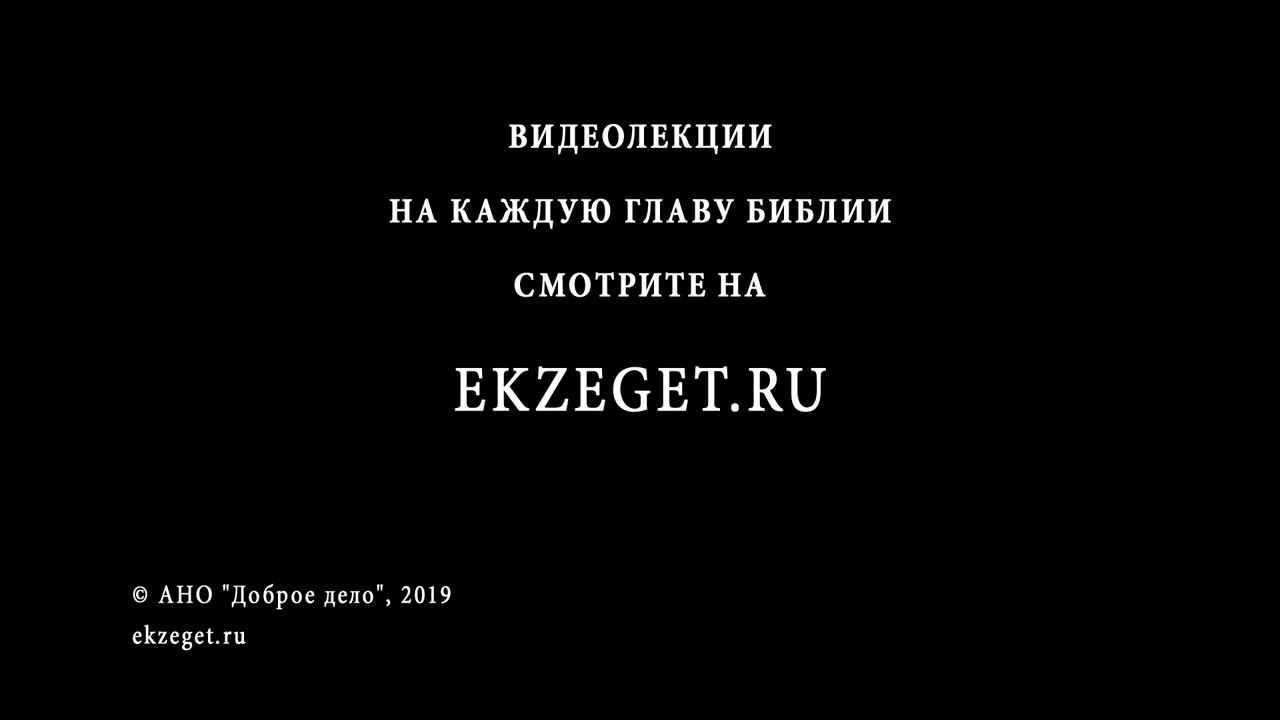 ВИДЕОЛЕКЦИИ
НА КАЖДУЮ ГЛАВУ БИБЛИИ
СМОТРИТЕ НА
EKZEGET.RU
© АНО "Доброе дело", 2019
ekzeget.ru